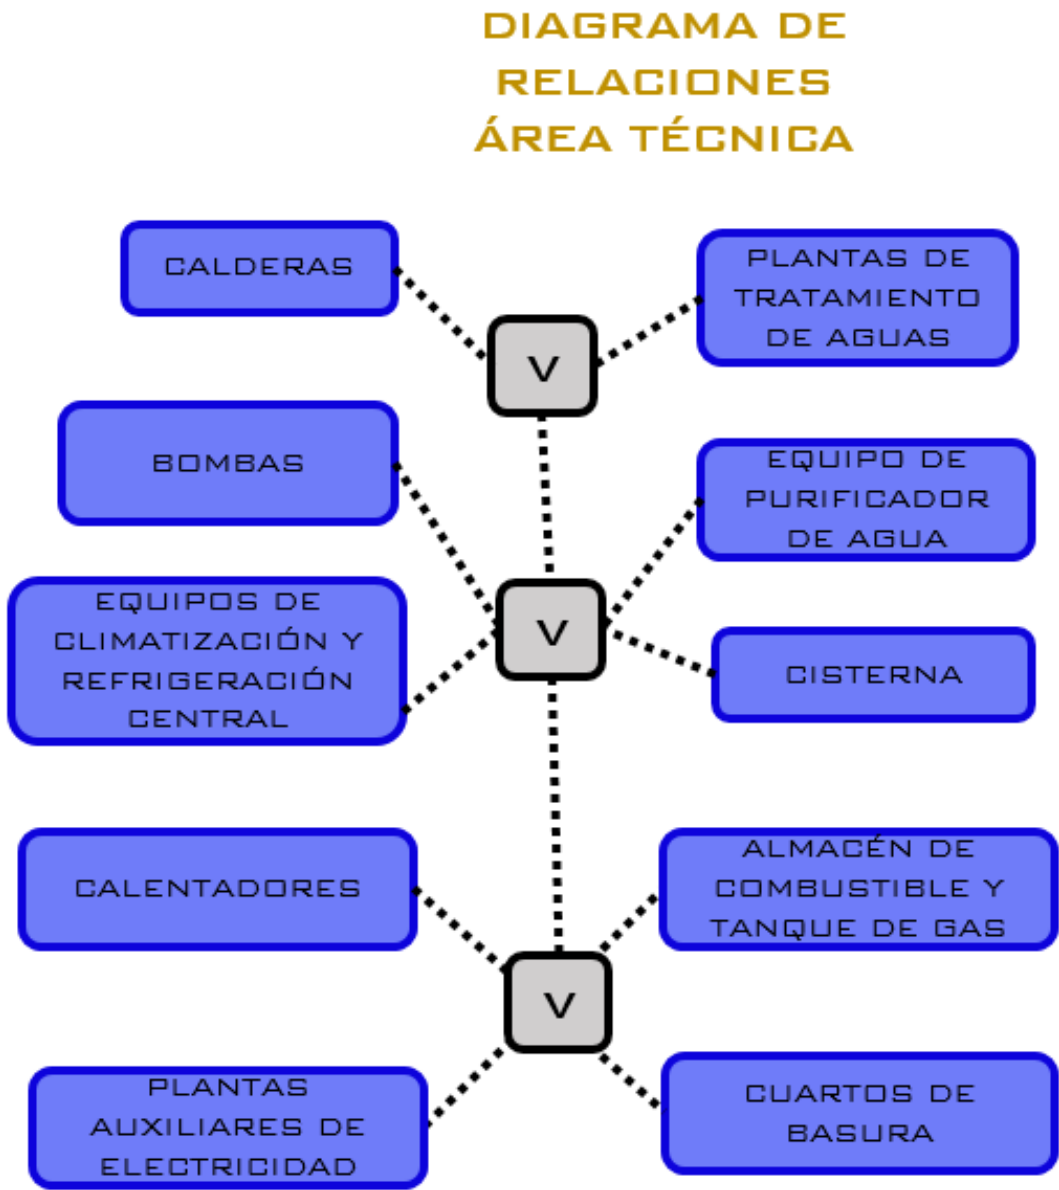 DIAGRAMA DE
RELACIONES
ÁREA TÉCNICA
CALDERAS
PLANTAS DE
TRATAMIENTO
DE AGUAS
V
BOMBAS
EQUIPO DE
PURIFICADOR
DE AGUA
EQUIPOS DE
CLIMATIZACIÓN Y
REFRIGERACIÓN
CENTRAL
V
CISTERNA
CALENTADORES
ALMACÉN DE
COMBUSTIBLE Y
TANQUE DE GAS
V
PLANTAS
AUXILIARES DE
ELECTRICIDAD
CUARTOS DE
BASURA